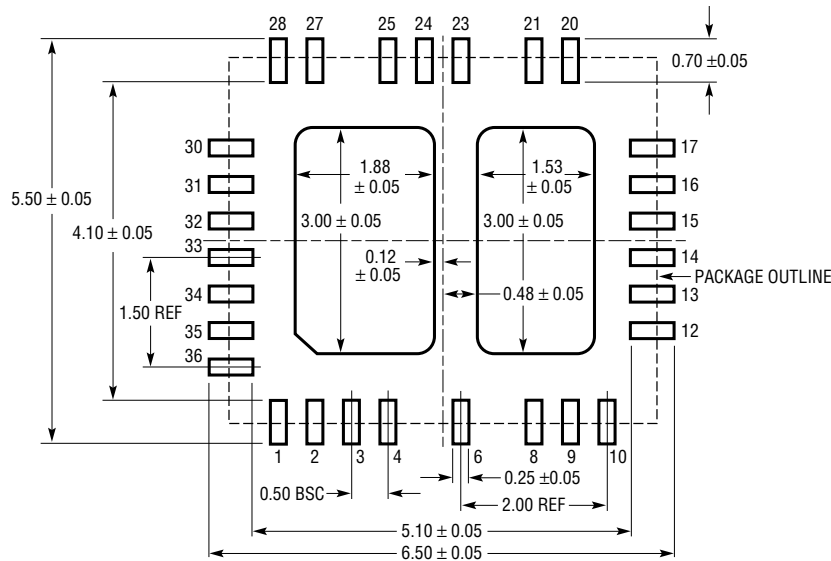 28 27 25 24 23 21 20
0.70 ±0.05
30 17
1.88
± 0.05
1.53
± 0.05
31 16
5.50 ± 0.05
32 3.00 ± 0.05 3.00 ± 0.05 15
4.10 ± 0.05
33 0.12
± 0.05
14
PACKAGE OUTLINE
34 0.48 ± 0.05 13
1.50 REF
35 12
36
1 2 3 4 6 8 9 10
0.25 ±0.05
0.50 BSC
2.00 REF
5.10 ± 0.05
6.50 ± 0.05